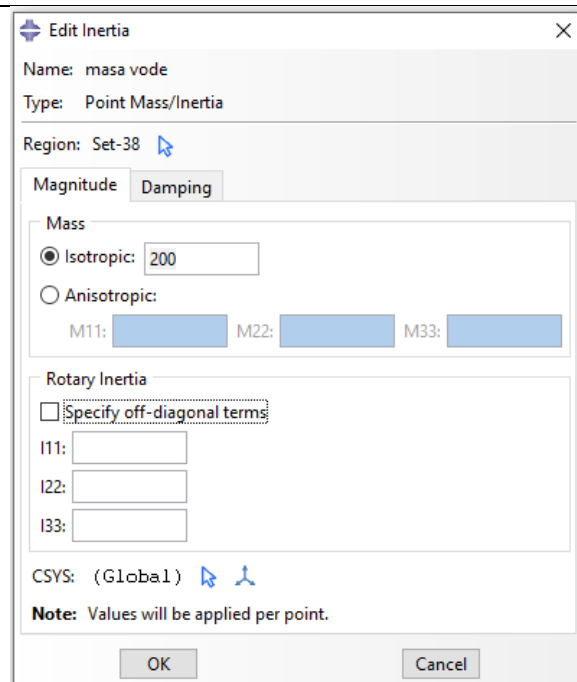 Edit Inertia
Name: masa vode
Type: Point Mass/Inertia
Region: Set-38
Magnitude Damping
Mass
Isotropic: 200
Anisotropic:
M11: M22: M33:
Rotary Inertia
Specify off-diagonal terms
I11:
I22:
I33:
CSYS: (Global)
Note: Values will be applied per point.
OK Cancel